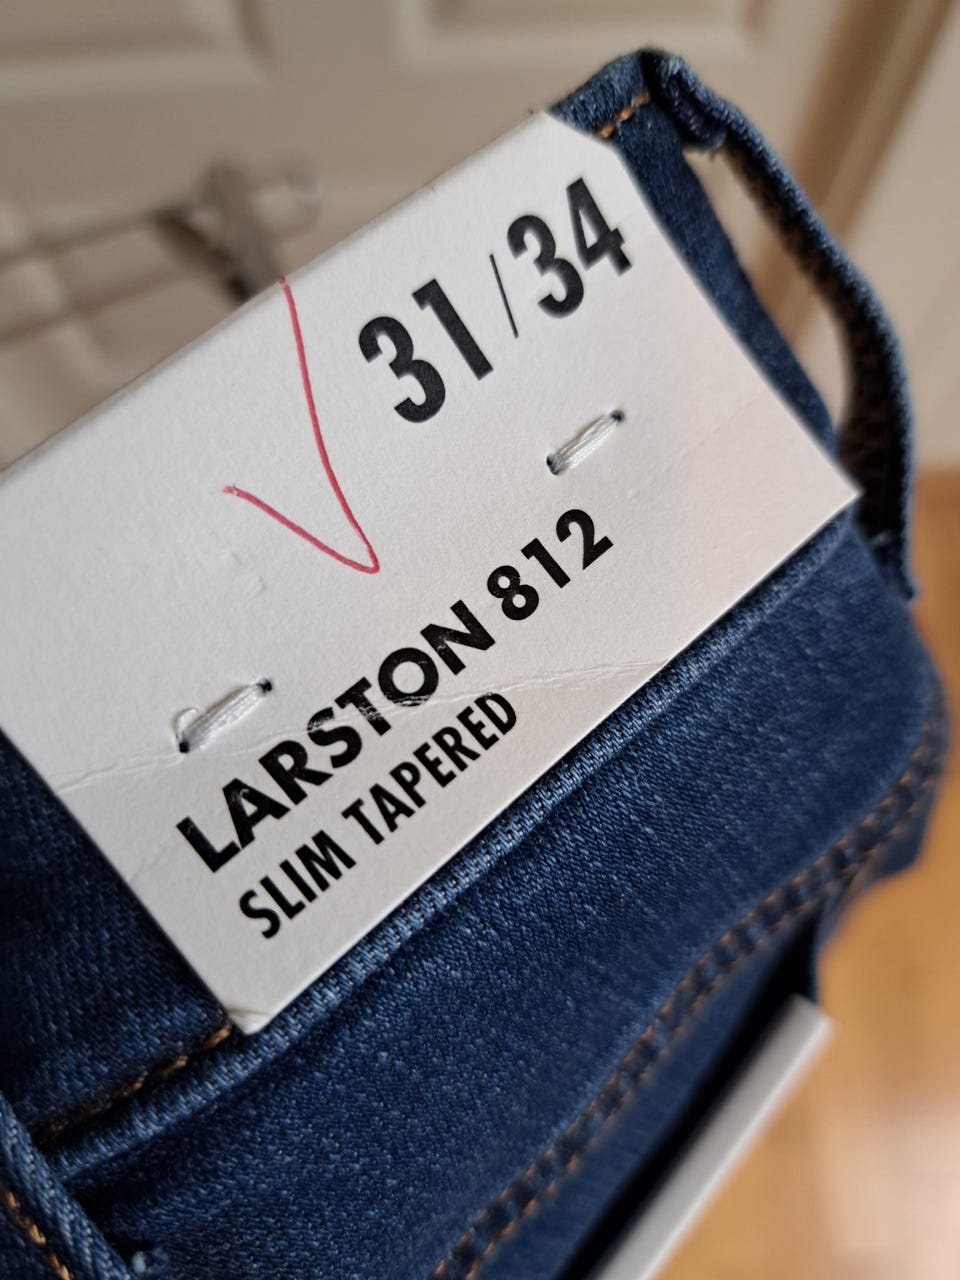 31/34
LARSTON 812
SLIM TAPERED